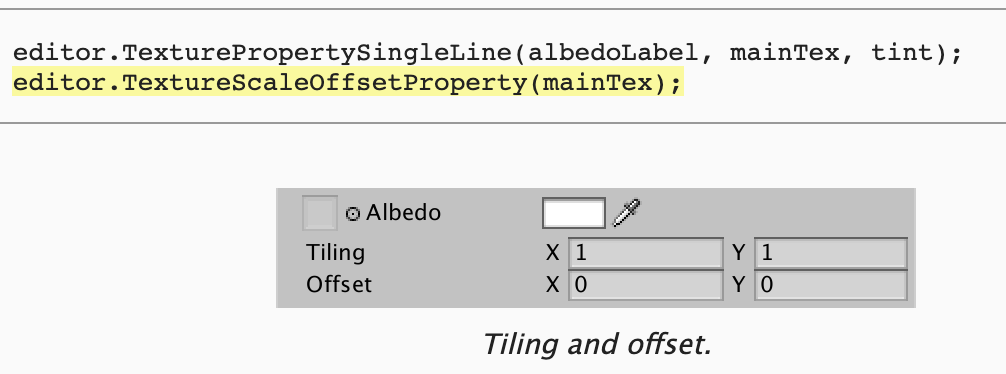 editor.TexturePropertySingleLine(albedoLabel, mainTex, tint);
editor.TextureScaleOffsetProperty(mainTex);
Albedo
Tiling X 1 Y 1
Offset X 0 Y 0
Tiling and offset.